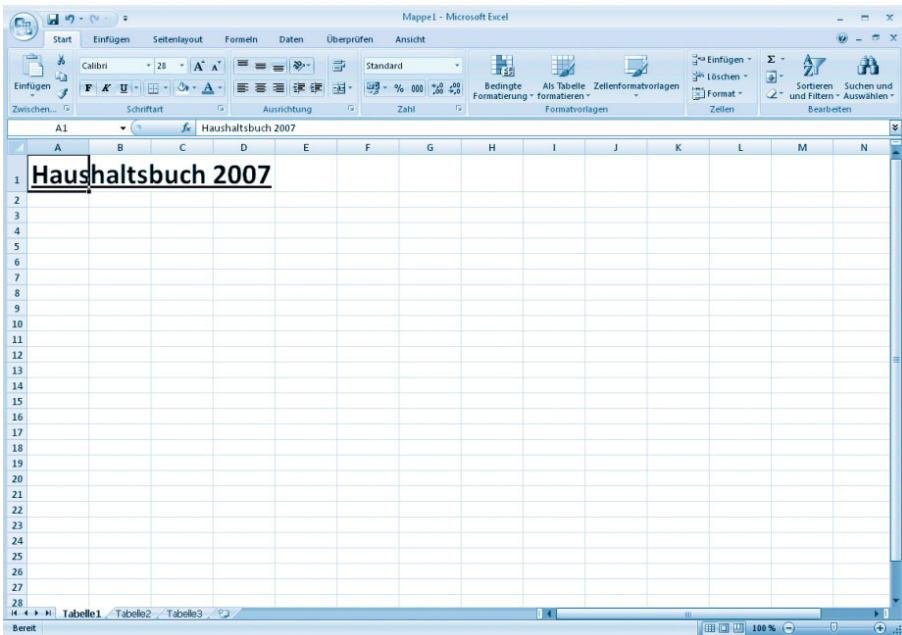 Mappe1 - Microsoft Excel
Start Einfügen Seitenlayout Formeln Daten Überprüfen Ansicht
Einfügen
Calibri 28 A A
F K U A
Standard
% 000
Bedingte Formatierung
Als Tabelle formatieren
Zellenformatvorlagen
Einfügen
Löschen
Format
Σ
Sortieren und Filtern
Suchen und Auswählen
Zwischen... Schriftart Ausrichtung Zahl Formatvorlagen Zellen Bearbeiten
A1 fx Haushaltsbuch 2007
A B C D E F G H I J K L M N
1 Haushaltsbuch 2007
2
3
4
5
6
7
8
9
10
11
12
13
14
15
16
17
18
19
20
21
22
23
24
25
26
27
28
Tabelle1 Tabelle2 Tabelle3
Bereit 100 %